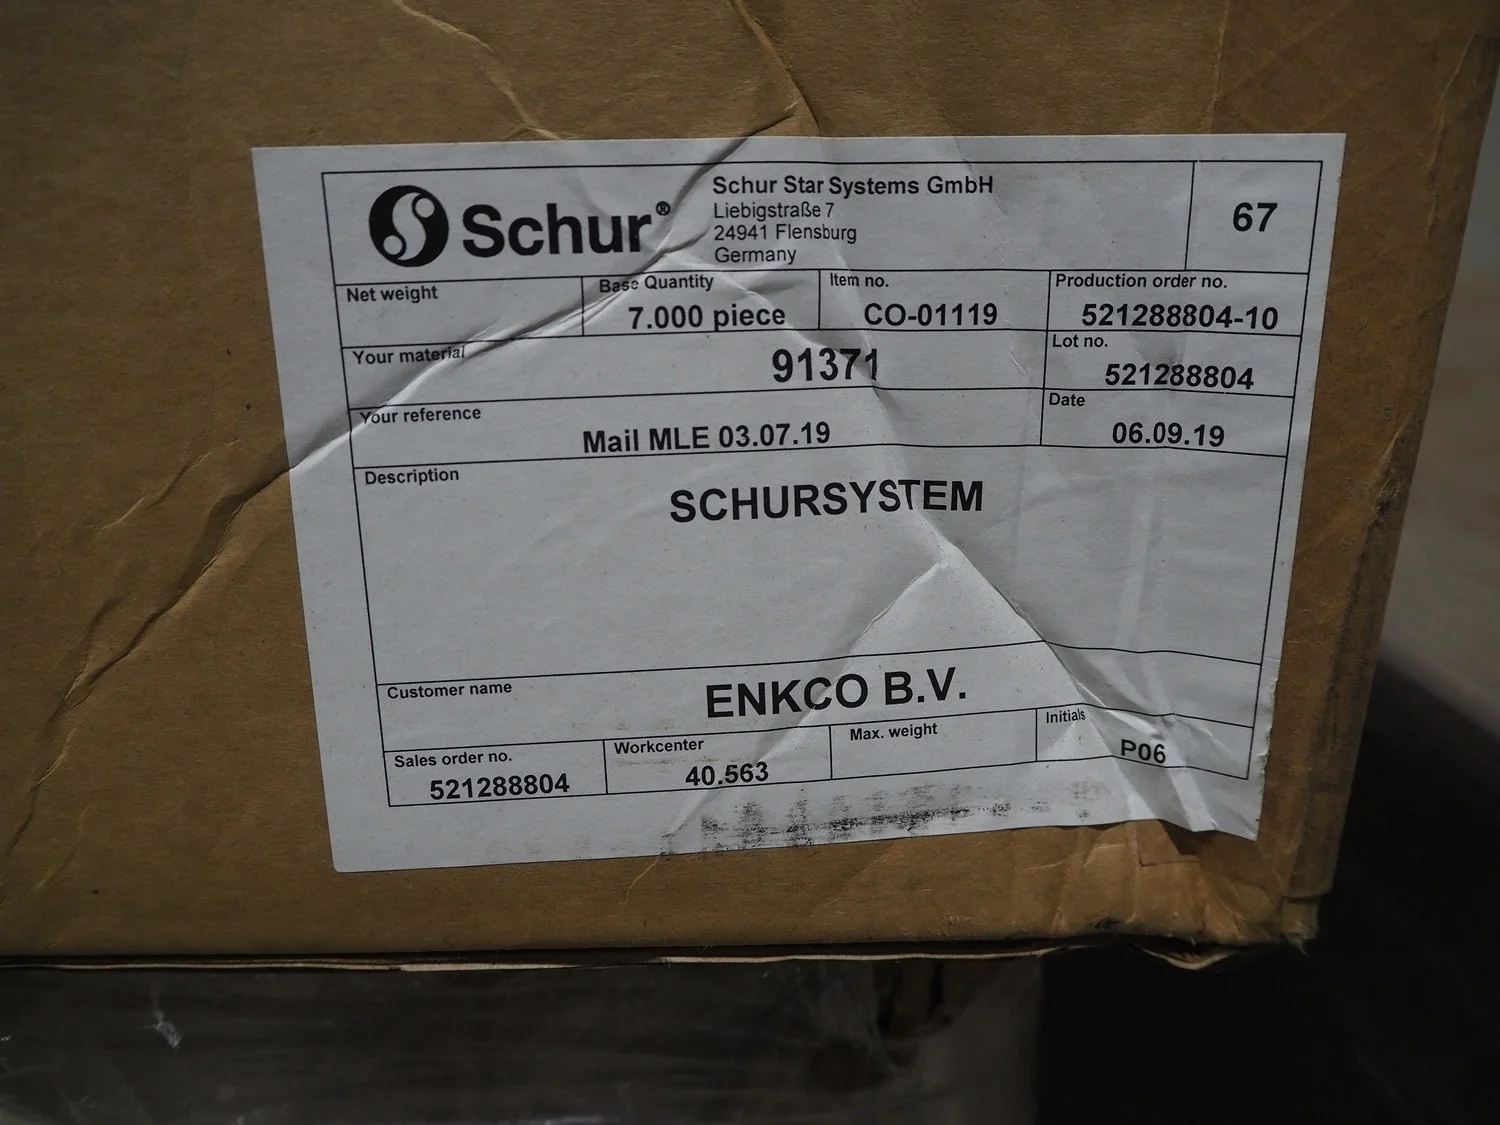 Schur®
Schur Star Systems GmbH
Liebigstraße 7
24941 Flensburg
Germany
67
Net weight
Base Quantity
7.000 piece
Item no.
CO-01119
Production order no.
521288804-10
Your material
91371
Lot no.
521288804
Your reference
Mail MLE 03.07.19
Date
06.09.19
Description
SCHURSYSTEM
Customer name
ENKCO B.V.
Sales order no.
521288804
Workcenter
40.563
Max. weight
Initials
P06